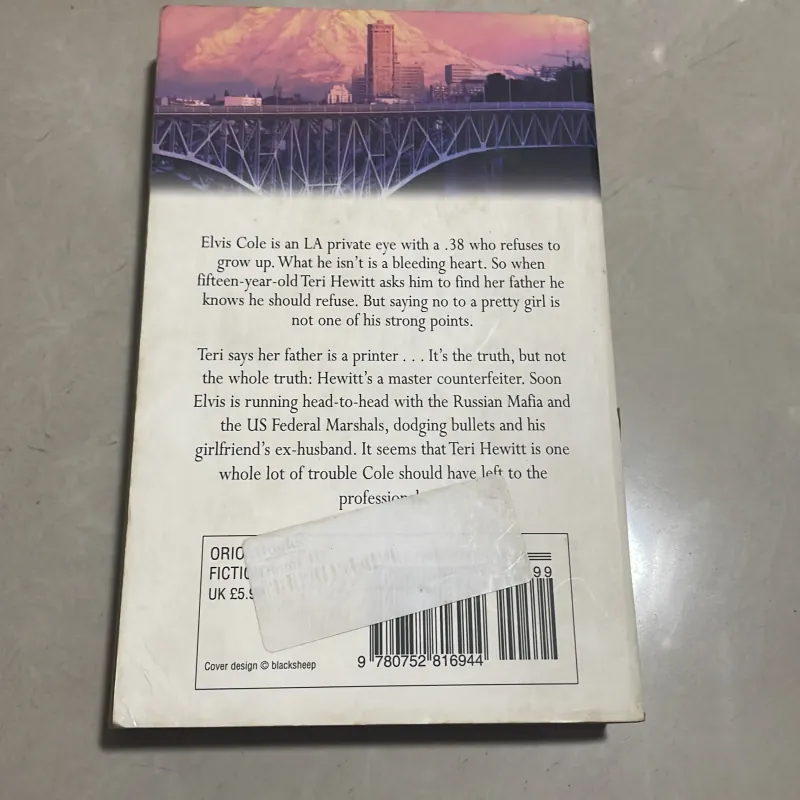 Elvis Cole is an LA private eye with a .38 who refuses to
grow up. What he isn't is a bleeding heart. So when
fifteen-year-old Teri Hewitt asks him to find her father he
knows he should refuse. But saying no to a pretty girl is
not one of his strong points.
Teri says her father is a printer . . . It's the truth, but not
the whole truth: Hewitt's a master counterfeiter. Soon
Elvis is running head-to-head with the Russian Mafia and
the US Federal Marshals, dodging bullets and his
girlfriend's ex-husband. It seems that Teri Hewitt is one
whole lot of trouble Cole should have left to the
profession
ORIO
FICTIO
UK £5.9
99
Cover design © blacksheep
9 780752 816944